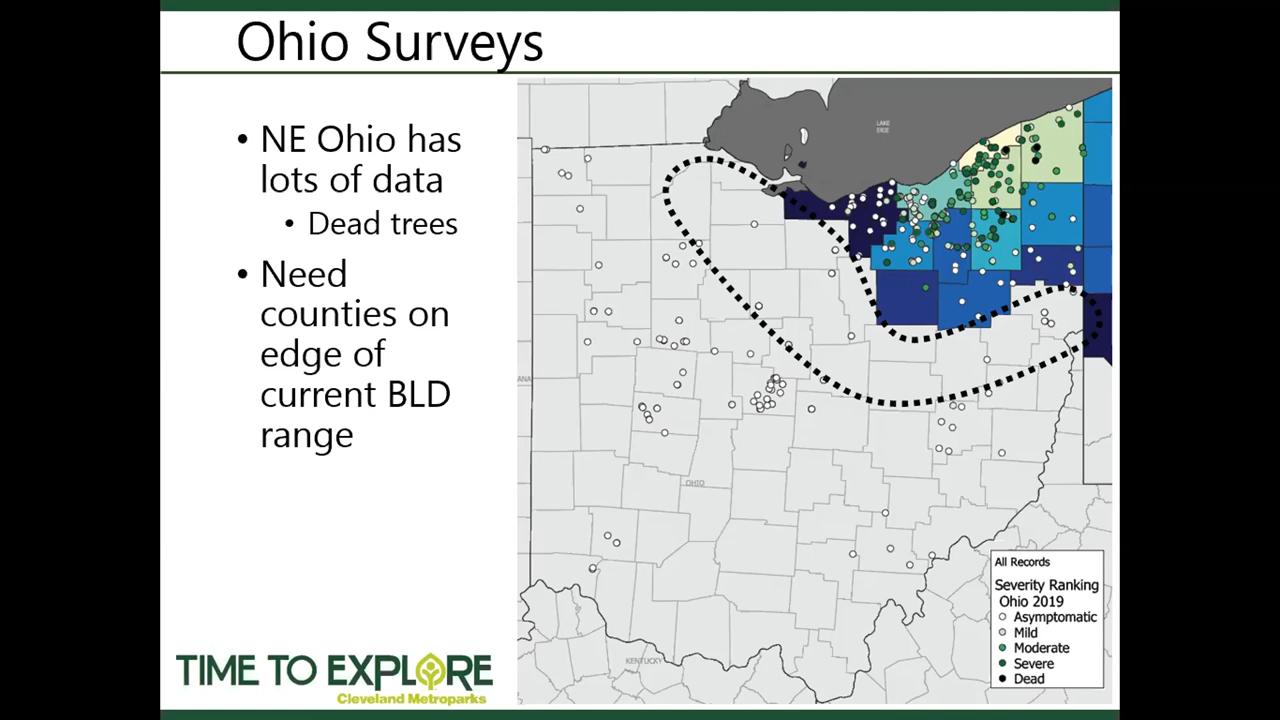 Ohio Surveys
• NE Ohio has
lots of data
• Dead trees
• Need
counties on
edge of
current BLD
range
LAKE
ERIE
ANA
OHIO
KENTUCKY
All Records
Severity Ranking
Ohio 2019
Asymptomatic
Mild
Moderate
Severe
Dead
TIME TO EXPLORE
Cleveland Metroparks